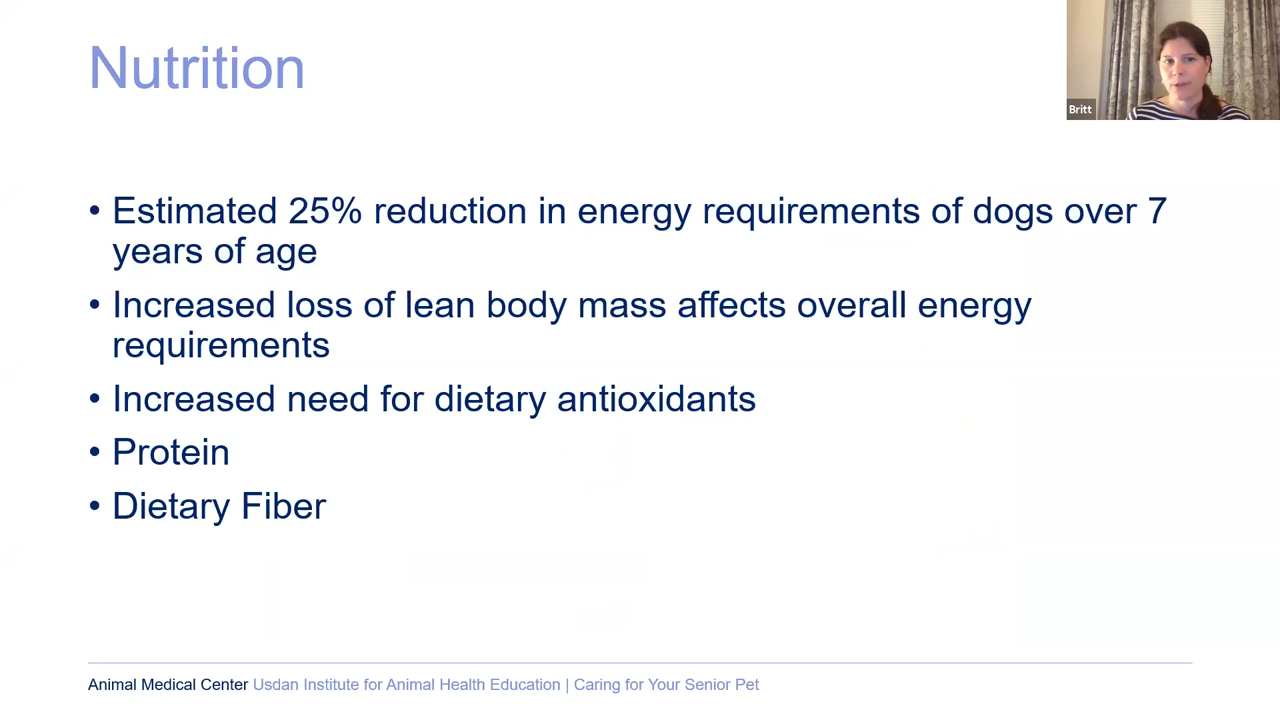 Nutrition
Britt
• Estimated 25% reduction in energy requirements of dogs over 7
years of age
• Increased loss of lean body mass affects overall energy
requirements
• Increased need for dietary antioxidants
• Protein
• Dietary Fiber
Animal Medical Center Usdan Institute for Animal Health Education | Caring for Your Senior Pet